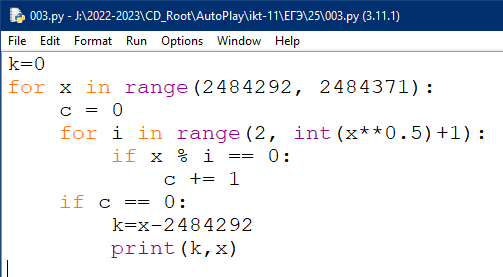 003.py - J:\2022-2023\CD_Root\AutoPlay\ikt-11\ЕГЭ\25\003.py (3.11.1)
File Edit Format Run Options Window Help
k=0
for x in range(2484292, 2484371):
    c = 0
    for i in range(2, int(x**0.5)+1):
        if x % i == 0:
            c += 1
    if c == 0:
        k=x-2484292
        print(k,x)